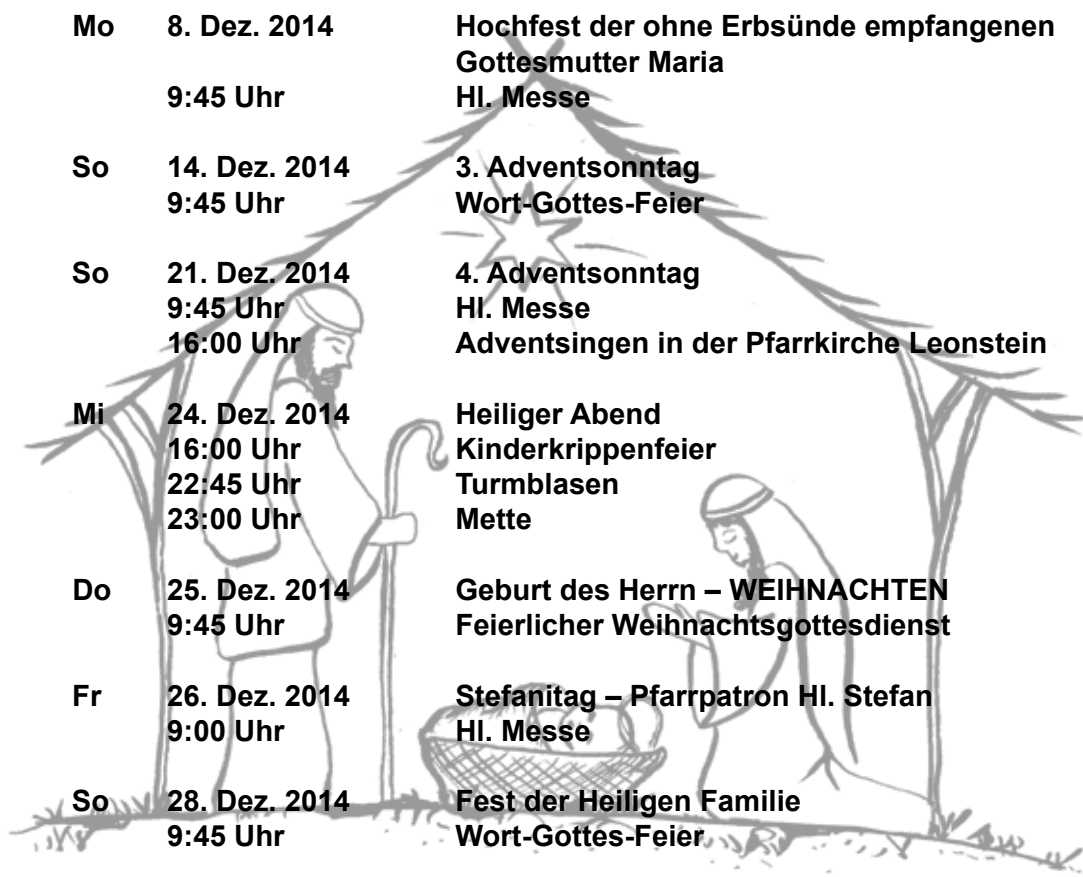 Mo 8. Dez. 2014 Hochfest der ohne Erbsünde empfangenen
Gottesmutter Maria
9:45 Uhr Hl. Messe
So 14. Dez. 2014 3. Adventsonntag
9:45 Uhr Wort-Gottes-Feier
So 21. Dez. 2014 4. Adventsonntag
9:45 Uhr Hl. Messe
16:00 Uhr Adventsingen in der Pfarrkirche Leonstein
Mi 24. Dez. 2014 Heiliger Abend
16:00 Uhr Kinderkrippenfeier
22:45 Uhr Turmblasen
23:00 Uhr Mette
Do 25. Dez. 2014 Geburt des Herrn – WEIHNACHTEN
9:45 Uhr Feierlicher Weihnachtsgottesdienst
Fr 26. Dez. 2014 Stefanitag – Pfarrpatron Hl. Stefan
9:00 Uhr Hl. Messe
So 28. Dez. 2014 Fest der Heiligen Familie
9:45 Uhr Wort-Gottes-Feier